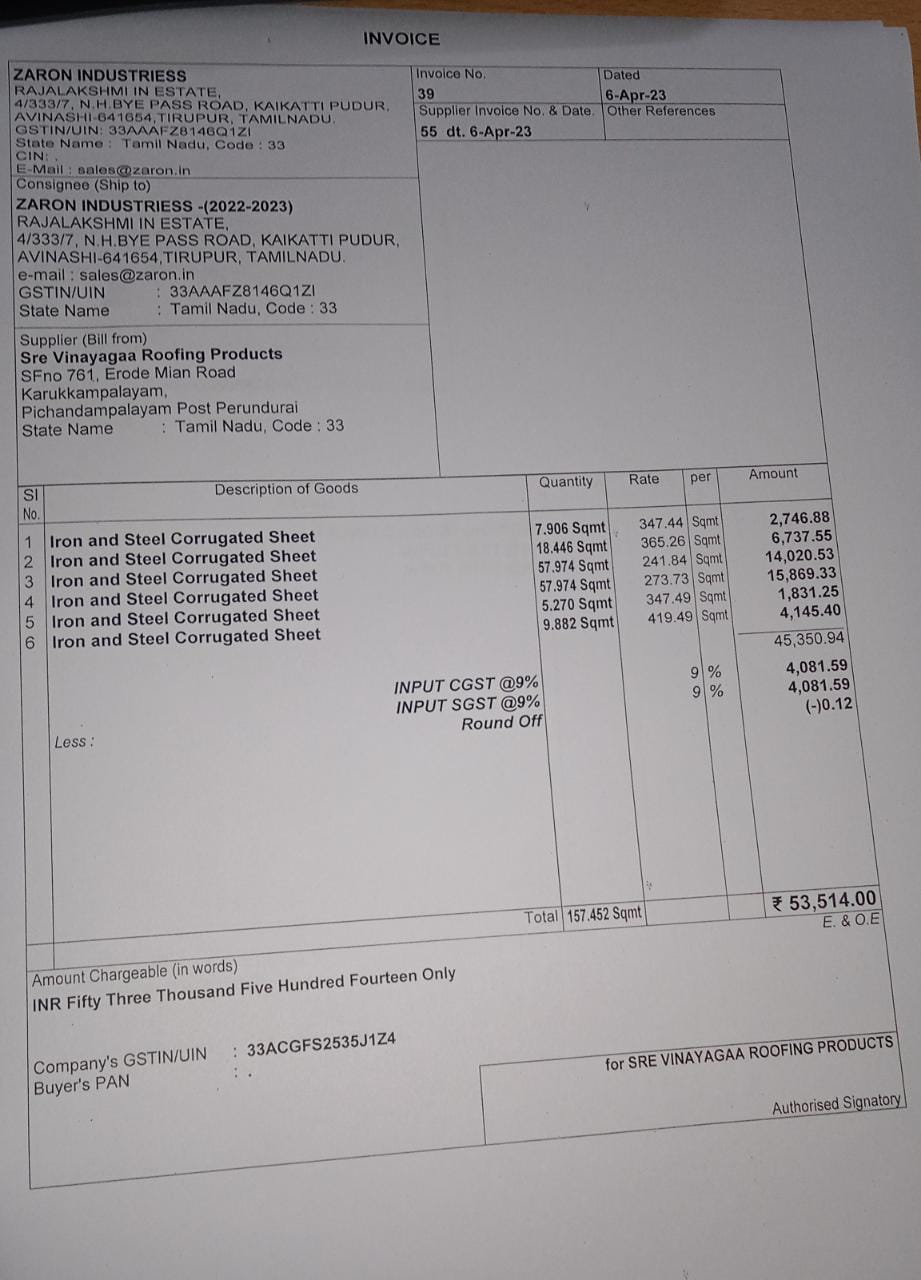 INVOICE
ZARON INDUSTRIESS
RAJALAKSHMI IN ESTATE,
4/333/7, N.H.BYE PASS ROAD, KAIKATTI PUDUR,
AVINASHI-641654,TIRUPUR, TAMILNADU.
GSTIN/UIN: 33AAAFZ8146Q1ZI
State Name : Tamil Nadu, Code : 33
CIN: .
E-Mail : sales@zaron.in
Invoice No. Dated
39 6-Apr-23
Supplier Invoice No. & Date. Other References
55 dt. 6-Apr-23
Consignee (Ship to)
ZARON INDUSTRIESS -(2022-2023)
RAJALAKSHMI IN ESTATE,
4/333/7, N.H.BYE PASS ROAD, KAIKATTI PUDUR,
AVINASHI-641654,TIRUPUR, TAMILNADU.
e-mail : sales@zaron.in
GSTIN/UIN : 33AAAFZ8146Q1ZI
State Name : Tamil Nadu, Code : 33
Supplier (Bill from)
Sre Vinayagaa Roofing Products
SFno 761, Erode Mian Road
Karukkampalayam,
Pichandampalayam Post Perundurai
State Name : Tamil Nadu, Code : 33
Sl No. Description of Goods Quantity Rate per Amount
1 Iron and Steel Corrugated Sheet 7.906 Sqmt 347.44 Sqmt 2,746.88
2 Iron and Steel Corrugated Sheet 18.446 Sqmt 365.26 Sqmt 6,737.55
3 Iron and Steel Corrugated Sheet 57.974 Sqmt 241.84 Sqmt 14,020.53
4 Iron and Steel Corrugated Sheet 57.974 Sqmt 273.73 Sqmt 15,869.33
5 Iron and Steel Corrugated Sheet 5.270 Sqmt 347.49 Sqmt 1,831.25
6 Iron and Steel Corrugated Sheet 9.882 Sqmt 419.49 Sqmt 4,145.40
45,350.94
INPUT CGST @9% 9 % 4,081.59
INPUT SGST @9% 9 % 4,081.59
Less : Round Off (-)0.12
Total 157.452 Sqmt ₹ 53,514.00
E. & O.E
Amount Chargeable (in words)
INR Fifty Three Thousand Five Hundred Fourteen Only
Company's GSTIN/UIN : 33ACGFS2535J1Z4
Buyer's PAN : .
for SRE VINAYAGAA ROOFING PRODUCTS
Authorised Signatory